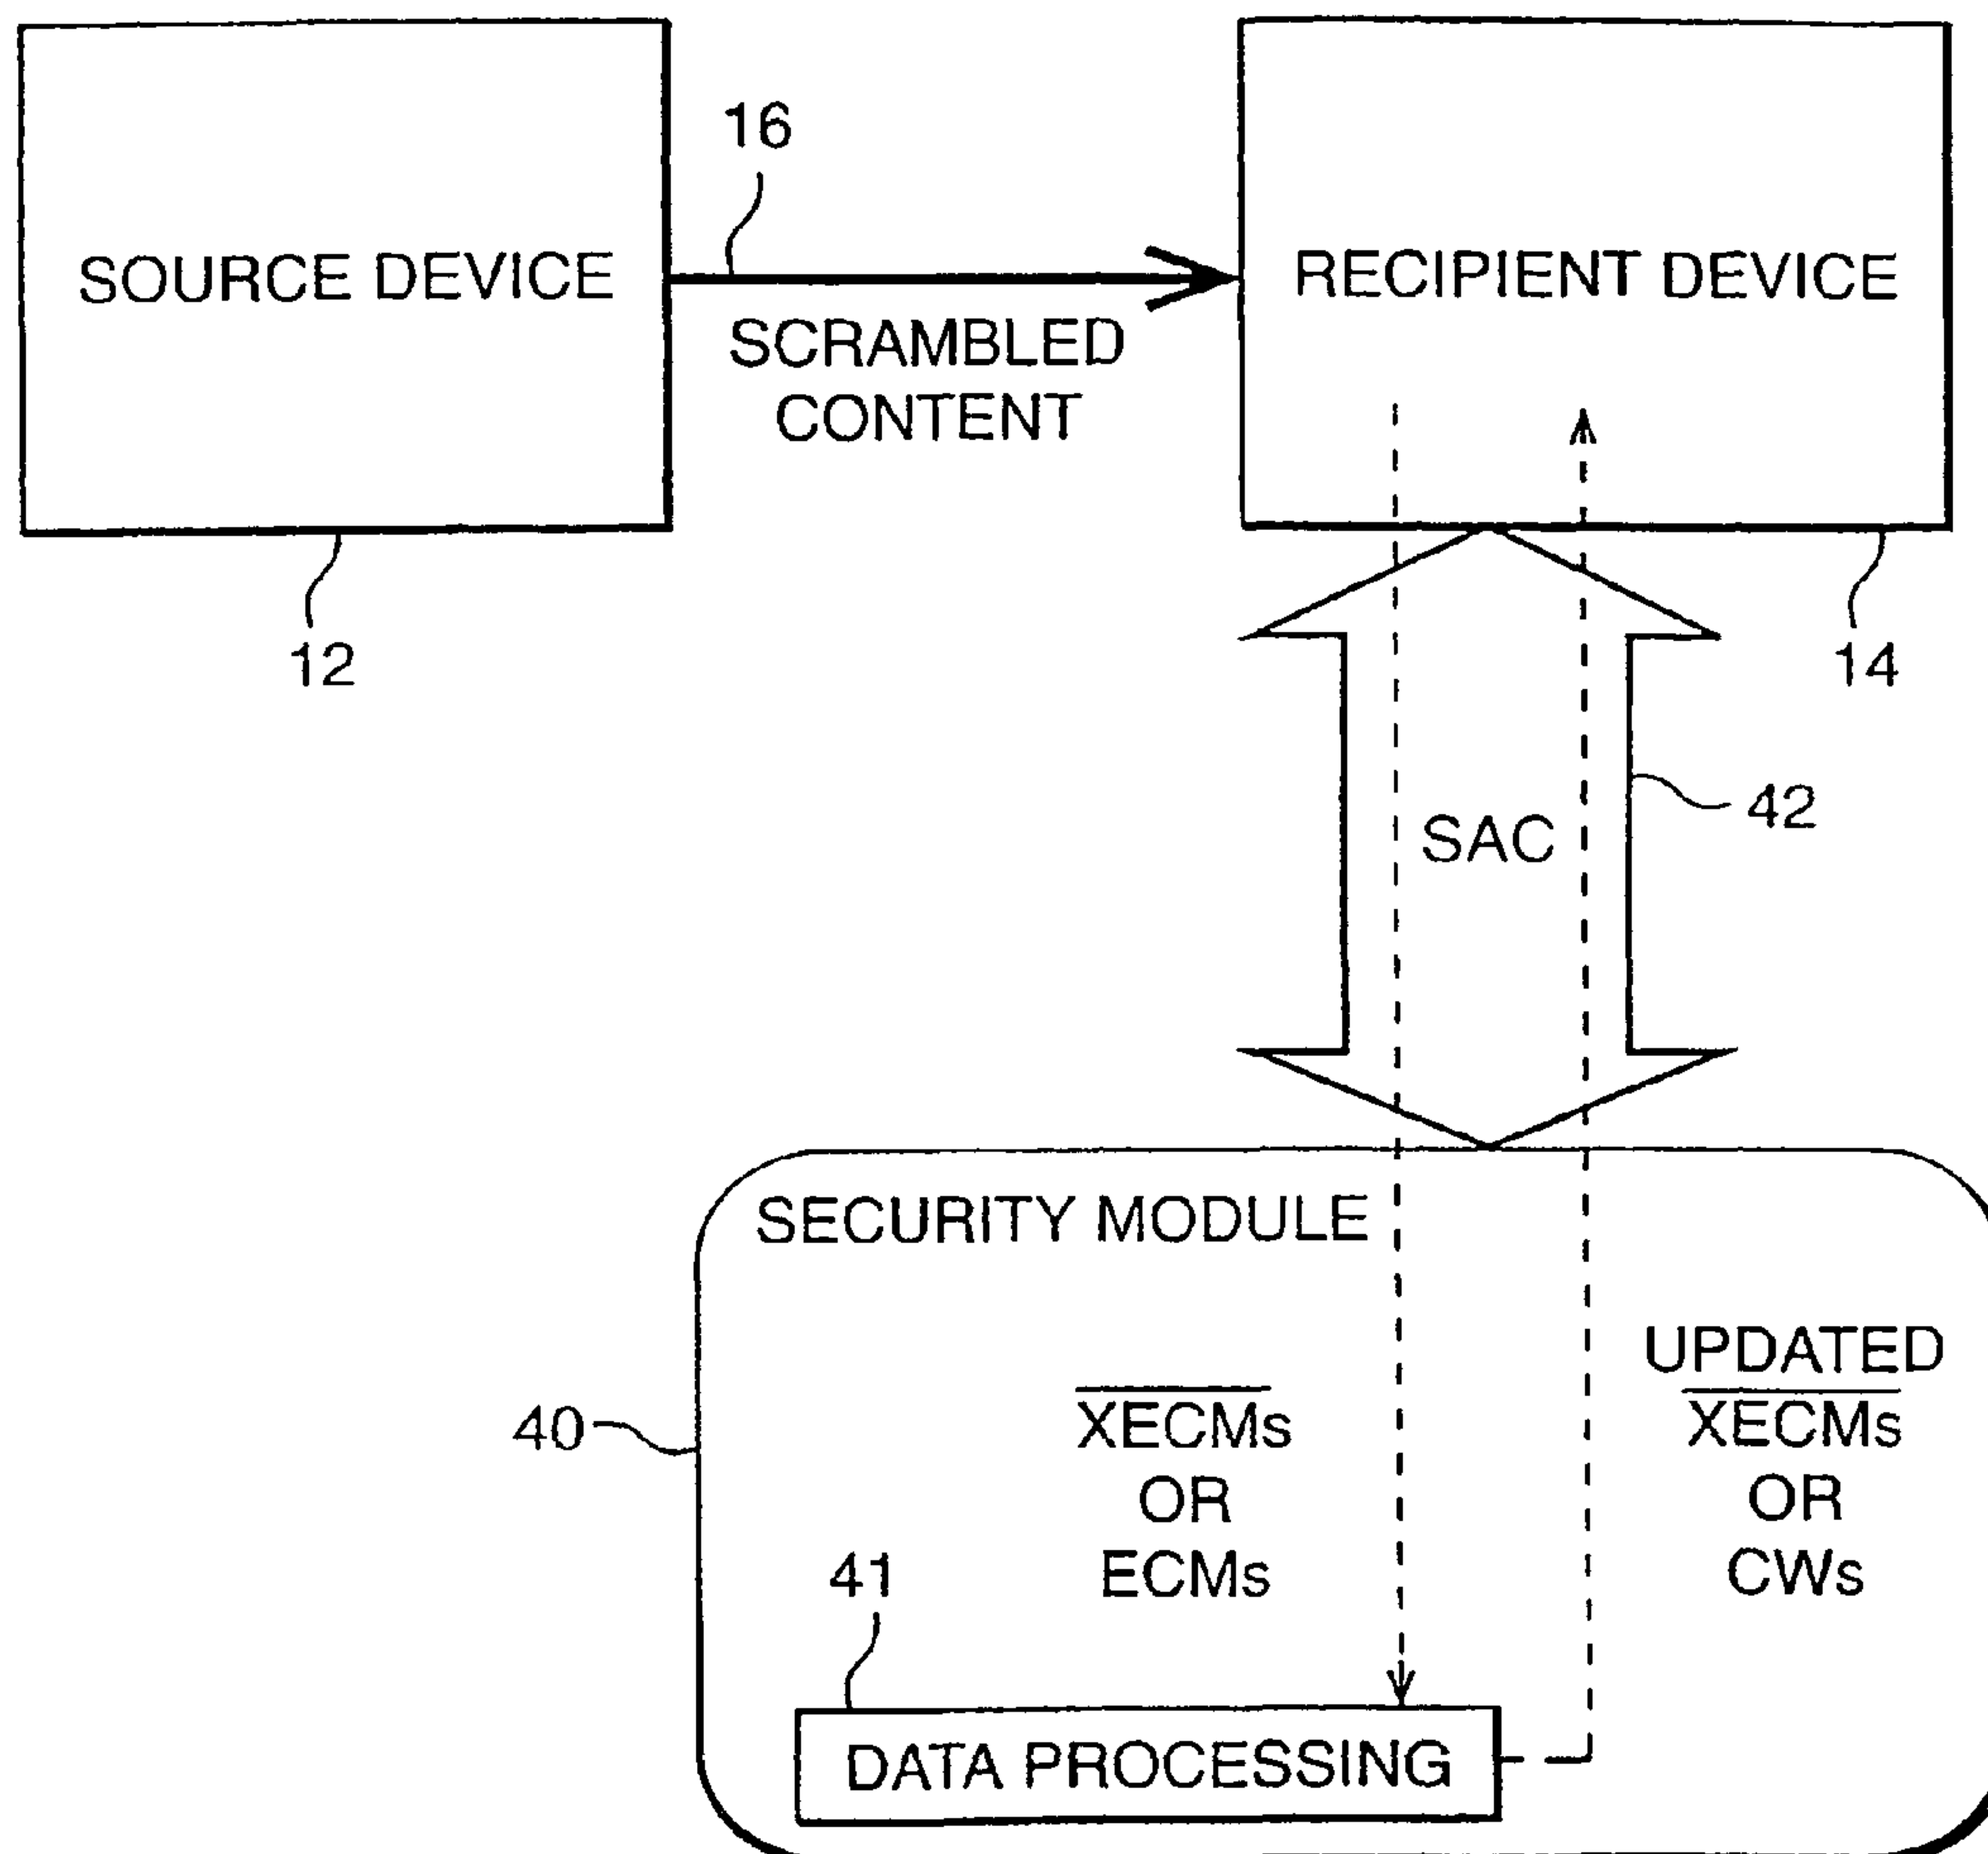 16
SOURCE DEVICE
RECIPIENT DEVICE
SCRAMBLED
CONTENT
12
14
42
SAC
SECURITY MODULE
UPDATED
XECMs
OR
CWs
XECMs
OR
ECMs
40
41
DATA PROCESSING